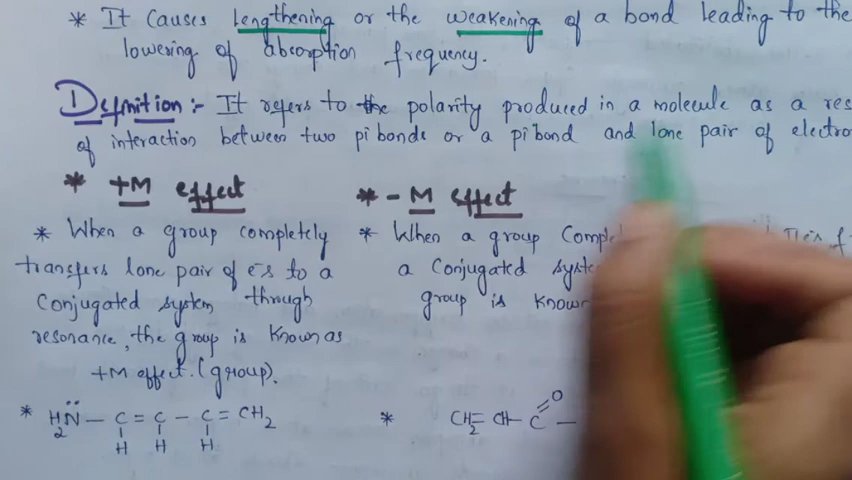 * It causes lengthening or the weakening of a bond leading to the
lowering of absorption frequency.
Definition :- It refers to the polarity produced in a molecule as a res
of interaction between two pi bonds or a pi bond and lone pair of electro
* +M effect
* When a group completely
transfers lone pair of e-s to a
conjugated system through
resonance, the group is known as
+M effect. (group).
* H2N̈ – C = C – C = CH2
H H H
* - M effect
* When a group Compl
a Conjugated syste
group is know
* CH2 = CH – C –
O